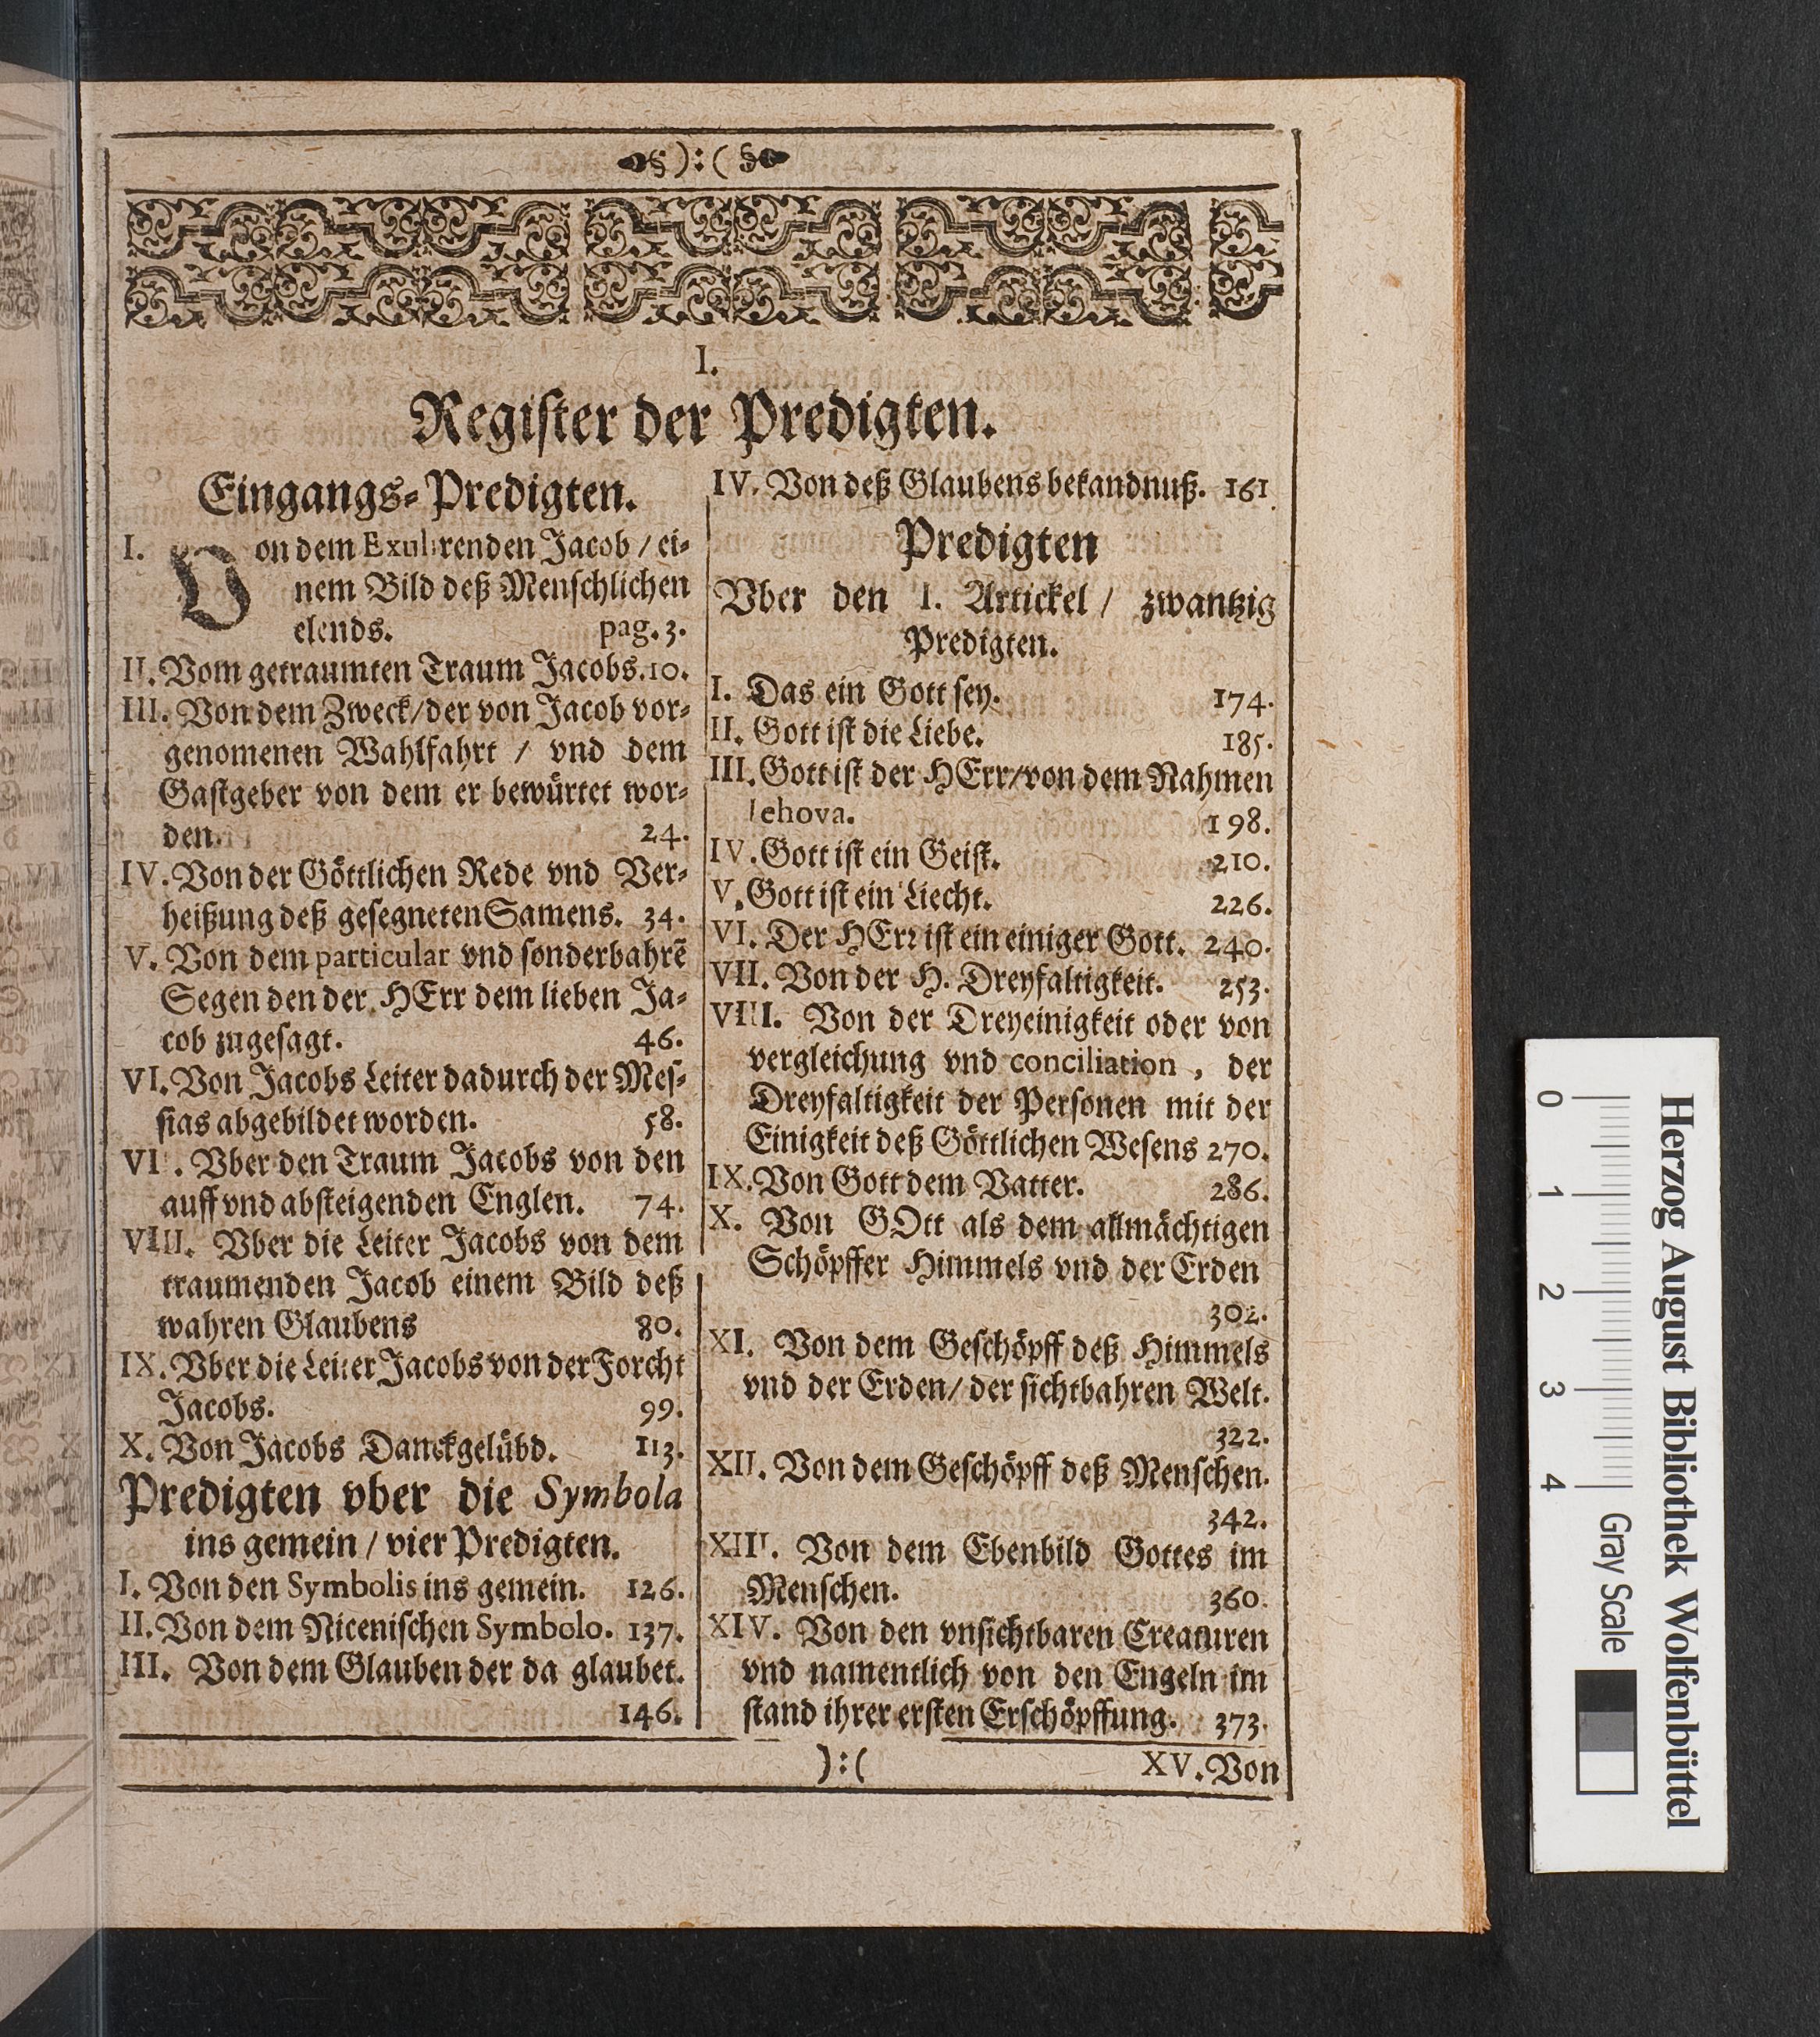 ):(
I.
Register der Predigten.
Eingangs-Predigten.
I. Von dem Exulirenden Jacob / ei-
nem Bild deß Menschlichen
elends. pag. 3.
II. Vom getraumten Traum Jacobs. 10.
III. Von dem Zweck/der von Jacob vor-
genomenen Wahlfahrt / vnd dem
Gastgeber von dem er bewürtet wor-
den. 24.
IV. Von der Göttlichen Rede vnd Ver-
heißung deß gesegneten Samens. 34.
V. Von dem particular vnd sonderbahrẽ
Segen den der HErr dem lieben Ja-
cob zugesagt. 46.
VI. Von Jacobs Leiter dadurch der Mes-
sias abgebildet worden. 58.
VII. Vber den Traum Jacobs von den
auff vnd absteigenden Englen. 74.
VIII. Vber die Leiter Jacobs von dem
traumenden Jacob einem Bild deß
wahren Glaubens 80.
IX. Vber die Leiter Jacobs von der Forcht
Jacobs. 99.
X. Von Jacobs Danckgelübd. 113.
Predigten vber die Symbola
ins gemein / vier Predigten.
I. Von den Symbolis ins gemein. 126.
II. Von dem Nicenischen Symbolo. 137.
III. Von dem Glauben der da glaubet.
146.
IV. Von deß Glaubens bekandnuß. 161
Predigten
Vber den I. Artickel / zwantzig
Predigten.
I. Das ein Gott sey. 174.
II. Gott ist die Liebe. 185.
III. Gott ist der HErr/von dem Nahmen
Iehova. 198.
IV. Gott ist ein Geist. 210.
V. Gott ist ein Liecht. 226.
VI. Der HErr ist ein einiger Gott. 240.
VII. Von der H. Dreyfaltigkeit. 253.
VIII. Von der Dreyeinigkeit oder von
vergleichung vnd conciliation, der
Dreyfaltigkeit der Personen mit der
Einigkeit deß Göttlichen Wesens 270.
IX. Von Gott dem Vatter. 286.
X. Von GOtt als dem allmächtigen
Schöpffer Himmels vnd der Erden
302.
XI. Von dem Geschöpff deß Himmels
vnd der Erden/ der sichtbahren Welt.
322.
XII. Von dem Geschöpff deß Menschen.
342.
XIII. Von dem Ebenbild Gottes im
Menschen. 360.
XIV. Von den vnsichtbaren Creaturen
vnd namentlich von den Engeln im
stand ihrer ersten Erschöpffung. 373.
):( XV. Von
Herzog August Bibliothek Wolfenbüttel
0 1 2 3 4 Gray Scale